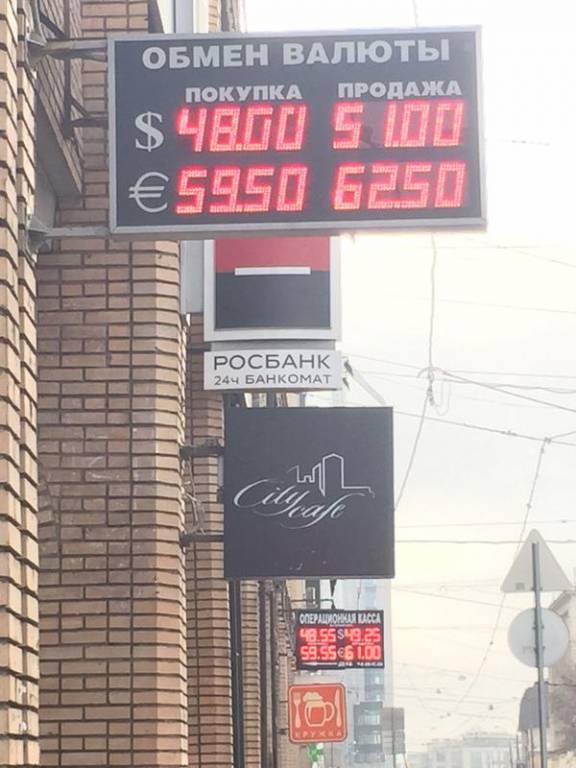 ОБМЕН ВАЛЮТЫ
ПОКУПКА ПРОДАЖА
$ 48.00 51.00
€ 59.50 62.50
РОСБАНК
24ч БАНКОМАТ
City
cafe
ОПЕРАЦИОННАЯ КАССА
48.55 $ 49.25
59.55 € 61.00
КРУЖКА